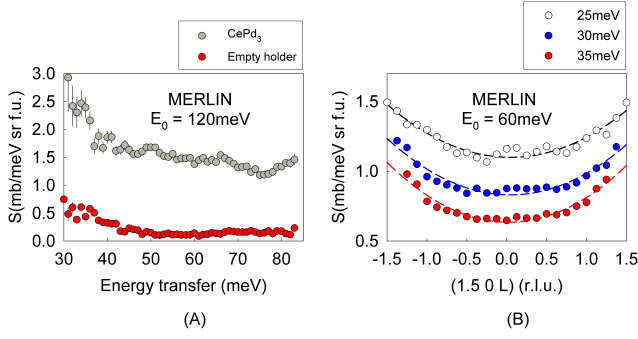 CePd3
Empty holder
25meV
30meV
35meV
MERLIN
E0 = 120meV
S(mb/meV sr f.u.)
3.0
2.5
2.0
1.5
1.0
0.5
0.0
30 40 50 60 70 80
Energy transfer (meV)
(A)
MERLIN
E0 = 60meV
S(mb/meV sr f.u.)
1.5
1.0
0.5
-1.5 -1.0 -0.5 0.0 0.5 1.0 1.5
(1.5 0 L) (r.l.u.)
(B)